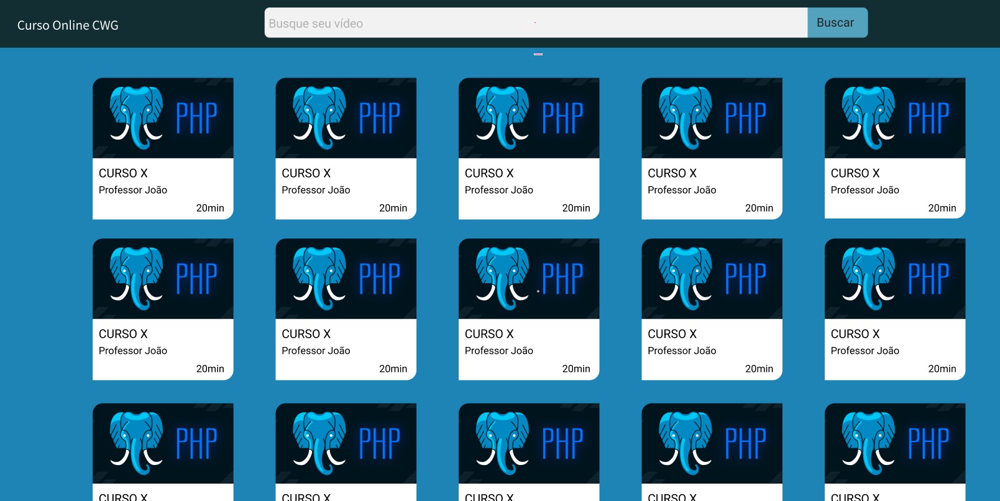 Curso Online CWG
Busque seu vídeo
Buscar
PHP
PHP
PHP
PHP
PHP
CURSO X
CURSO X
CURSO X
CURSO X
CURSO X
Professor João
Professor João
Professor João
Professor João
Professor João
20min
20min
20min
20min
20min
PHP
PHP
PHP
PHP
PHP
CURSO X
CURSO X
CURSO X
CURSO X
CURSO X
Professor João
Professor João
Professor João
Professor João
Professor João
20min
20min
20min
20min
20min
PHP
PHP
PHP
PHP
PHP
CURSO X
CURSO X
CURSO X
CURSO X
CURSO X